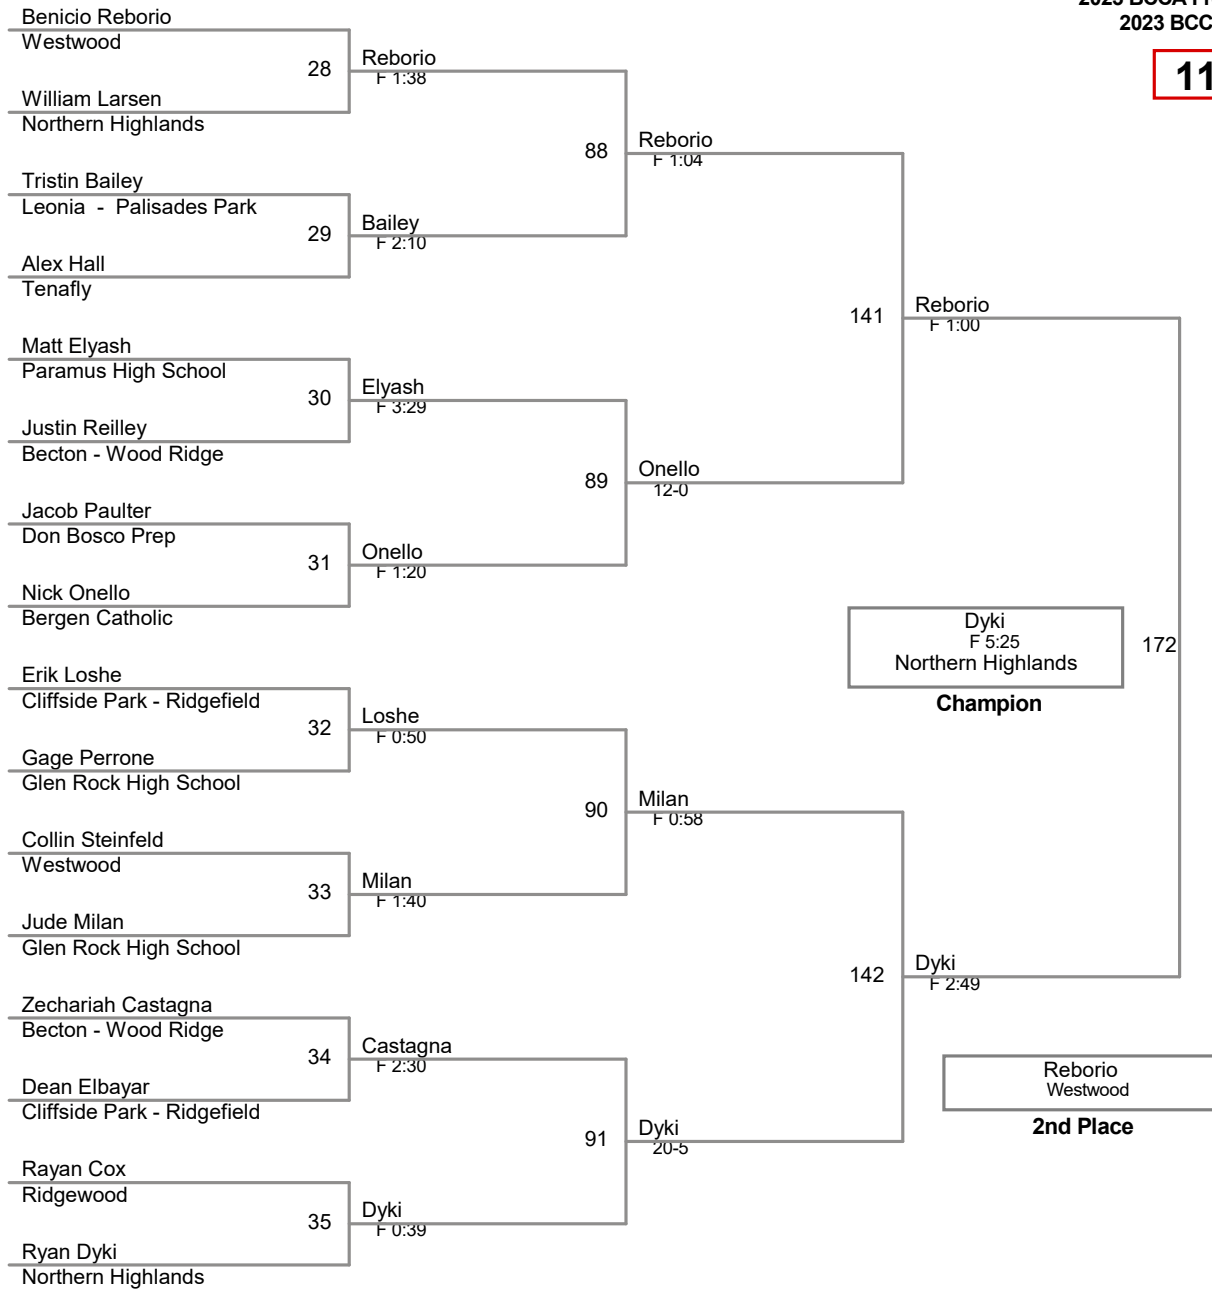 2023 BCC
11
Benicio Reborio
Westwood
28
Reborio
F 1:38
William Larsen
Northern Highlands
88
Reborio
F 1:04
Tristin Bailey
Leonia - Palisades Park
29
Bailey
F 2:10
Alex Hall
Tenafly
141
Reborio
F 1:00
Matt Elyash
Paramus High School
30
Elyash
F 3:29
Justin Reilley
Becton - Wood Ridge
89
Onello
12-0
Jacob Paulter
Don Bosco Prep
31
Onello
F 1:20
Nick Onello
Bergen Catholic
Dyki
F 5:25
Northern Highlands
172
Champion
Erik Loshe
Cliffside Park - Ridgefield
32
Loshe
F 0:50
Gage Perrone
Glen Rock High School
90
Milan
F 0:58
Collin Steinfeld
Westwood
33
Milan
F 1:40
Jude Milan
Glen Rock High School
142
Dyki
F 2:49
Zechariah Castagna
Becton - Wood Ridge
34
Castagna
F 2:30
Dean Elbayar
Cliffside Park - Ridgefield
Reborio
Westwood
2nd Place
91
Dyki
20-5
Rayan Cox
Ridgewood
35
Dyki
F 0:39
Ryan Dyki
Northern Highlands